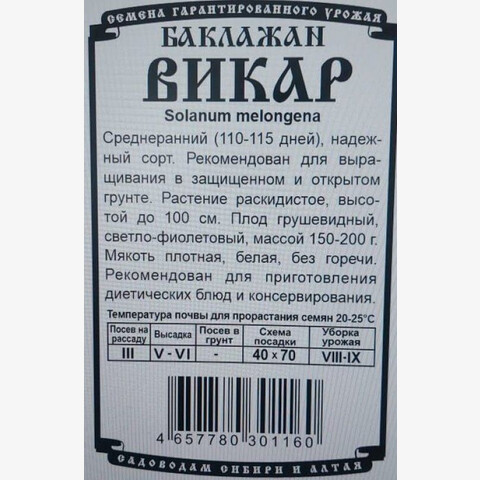 СЕМЕНА ГАРАНТИРОВАННОГО УРОЖАЯ
БАКЛАЖАН
ВИКАР
Solanum melongena
Среднеранний (110-115 дней), надеж-
ный сорт. Рекомендован для выра-
щивания в защищенном и открытом
грунте. Растение раскидистое, высо-
той до 100 см. Плод грушевидный,
светло-фиолетовый, массой 150-200 г.
Мякоть плотная, белая, без горечи.
Рекомендован для приготовления
диетических блюд и консервирования.
Температура почвы для прорастания семян 20-25°С
Посев на рассаду Высадка Посев в грунт Схема посадки Уборка урожая
III V - VI - 40 х 70 VIII-IX
4 657780 301160
САДОВОДАМ СИБИРИ И АЛТАЯ